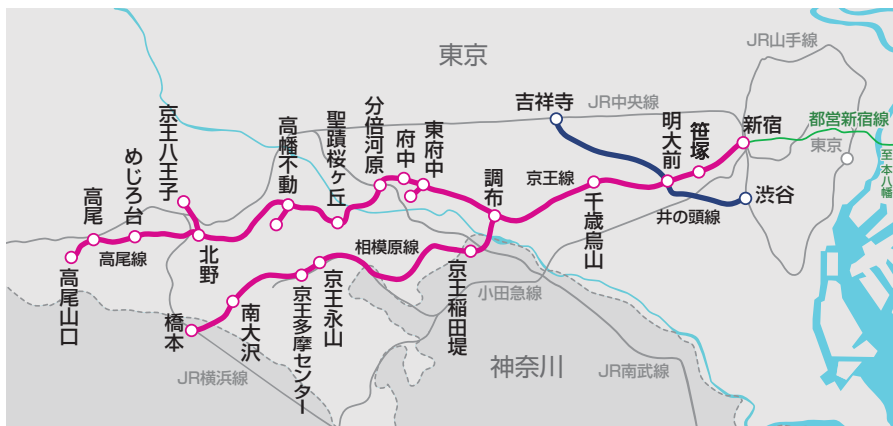 東京
JR山手線
吉祥寺
JR中央線
明大前
笹塚
新宿
都営新宿線
東京
至本八幡
京王八王子
めじろ台
高尾
高幡不動
聖蹟桜ヶ丘
分倍河原
府中
東府中
調布
京王線
千歳烏山
井の頭線
渋谷
高尾線
高尾山口
北野
相模原線
橋本
南大沢
京王多摩センター
京王永山
京王稲田堤
小田急線
神奈川
JR横浜線
JR南武線